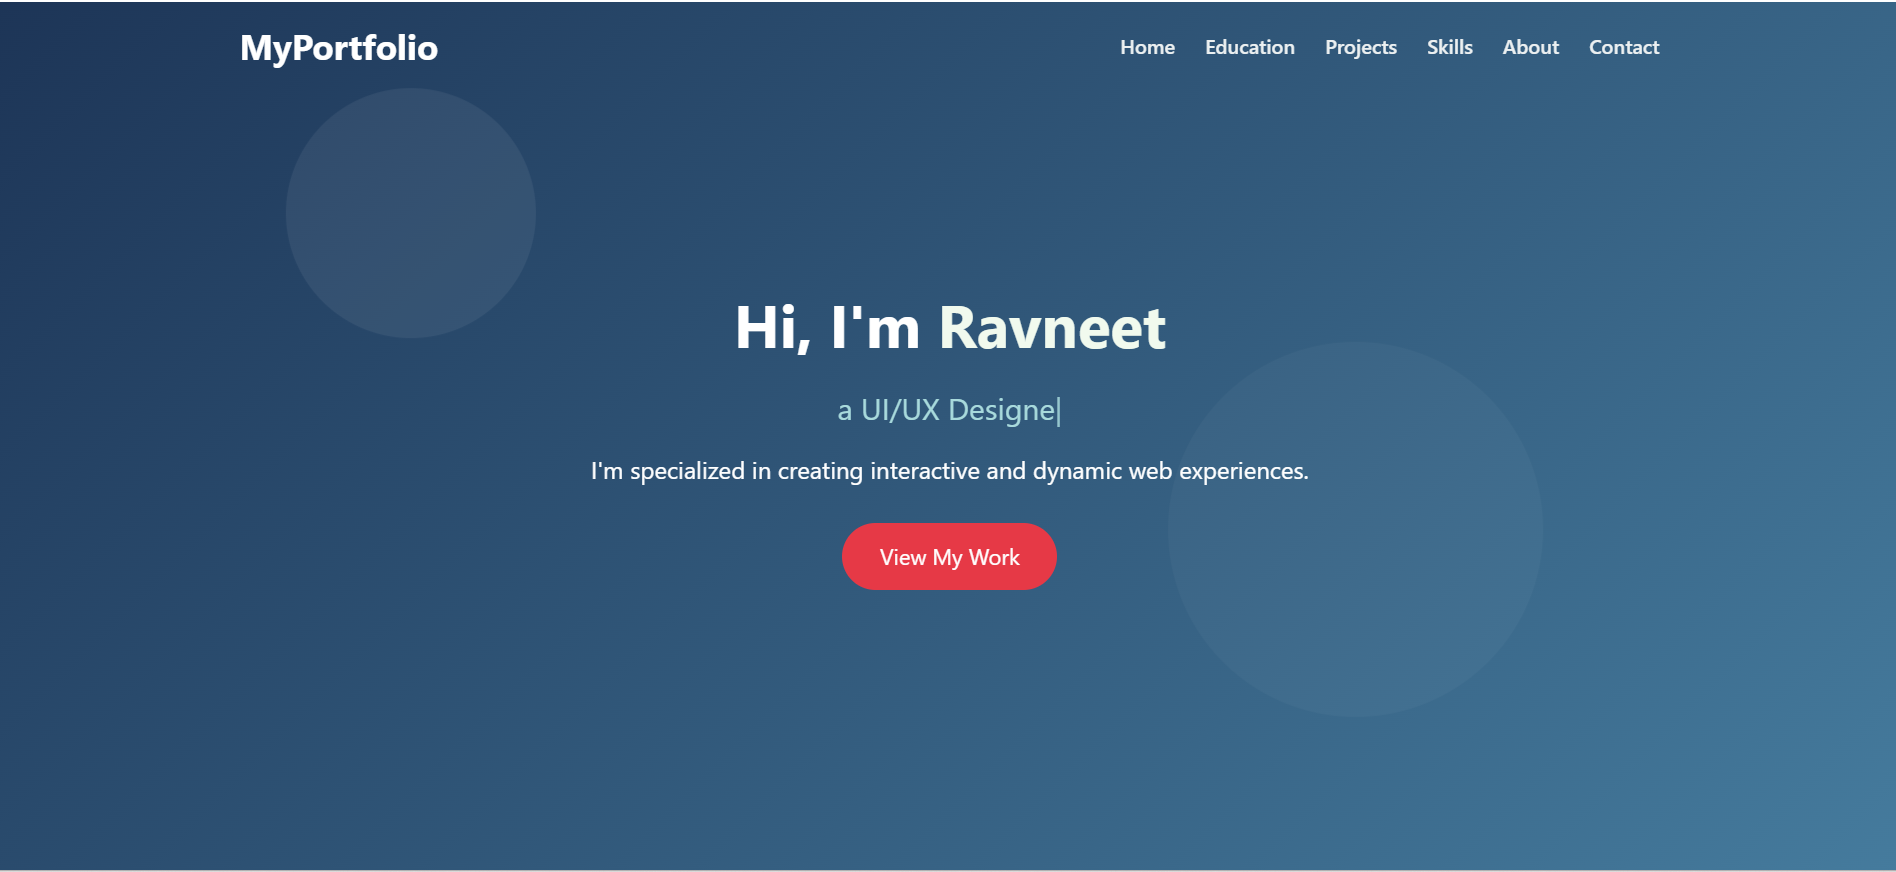 MyPortfolio
Home Education Projects Skills About Contact
Hi, I'm Ravneet
a UI/UX Designe|
I'm specialized in creating interactive and dynamic web experiences.
View My Work